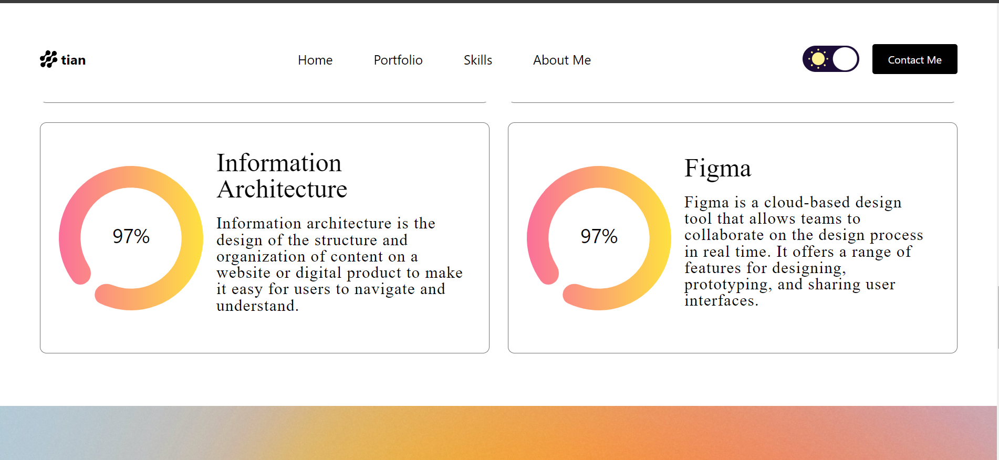 tian
Home
Portfolio
Skills
About Me
Contact Me
97%
Information
Architecture
Information architecture is the
design of the structure and
organization of content on a
website or digital product to make
it easy for users to navigate and
understand.
97%
Figma
Figma is a cloud-based design
tool that allows teams to
collaborate on the design process
in real time. It offers a range of
features for designing,
prototyping, and sharing user
interfaces.